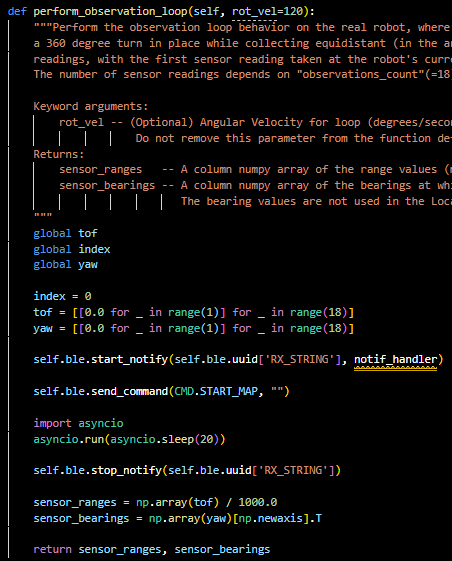 def perform_observation_loop(self, rot_vel=120):
    """Perform the observation loop behavior on the real robot, where
    a 360 degree turn in place while collecting equidistant (in the
    readings, with the first sensor reading taken at the robot's
    The number of sensor readings depends on "observations_count"(=18

    Keyword arguments:
        rot_vel -- (Optional) Angular Velocity for loop
                   Do not remove this parameter from the function
    Returns:
        sensor_ranges   -- A column numpy array of the range values
        sensor_bearings -- A column numpy array of the bearings at
                           The bearing values are not used in the
    """
    global tof
    global index
    global yaw

    index = 0
    tof = [[0.0 for _ in range(1)] for _ in range(18)]
    yaw = [[0.0 for _ in range(1)] for _ in range(18)]

    self.ble.start_notify(self.ble.uuid['RX_STRING'], notif_handler)

    self.ble.send_command(CMD.START_MAP, "")

    import asyncio
    asyncio.run(asyncio.sleep(20))

    self.ble.stop_notify(self.ble.uuid['RX_STRING'])

    sensor_ranges = np.array(tof) / 1000.0
    sensor_bearings = np.array(yaw)[np.newaxis].T

    return sensor_ranges, sensor_bearings